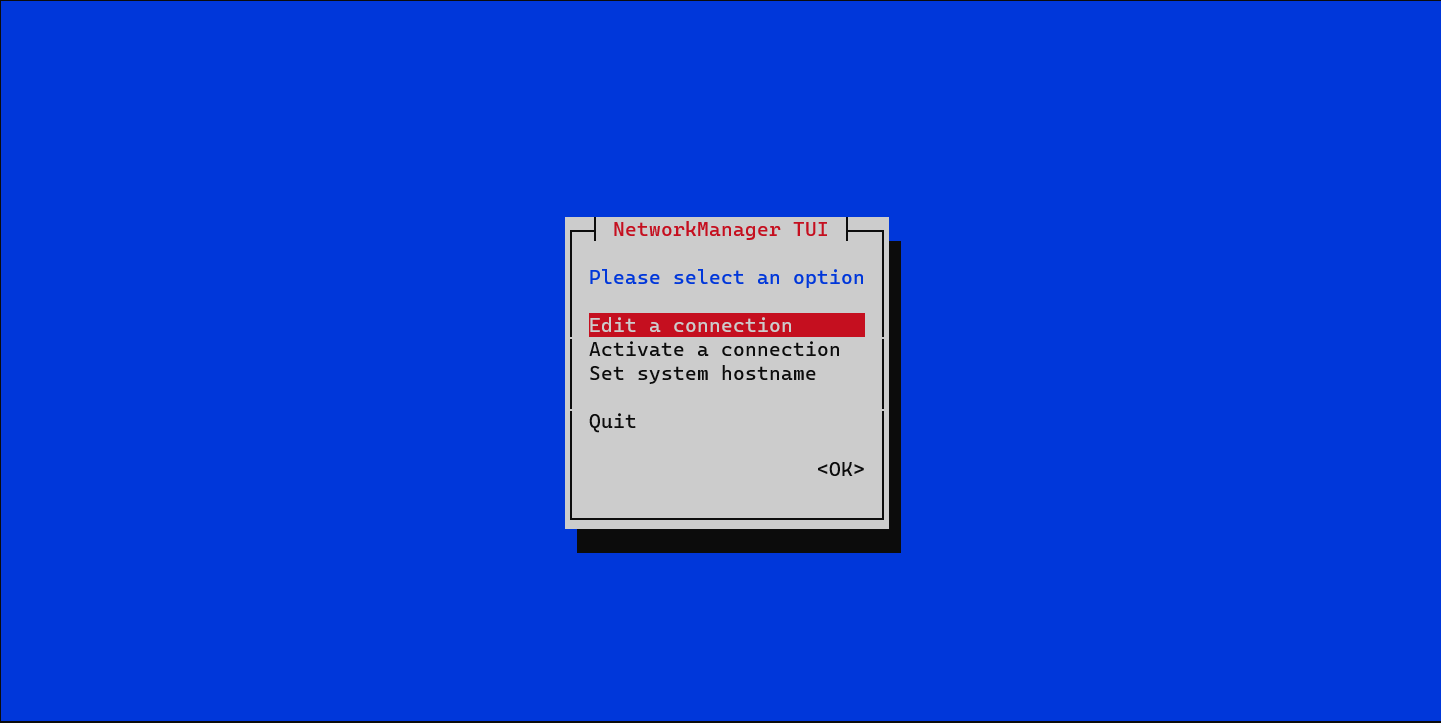 NetworkManager TUI
Please select an option
Edit a connection
Activate a connection
Set system hostname
Quit
<OK>